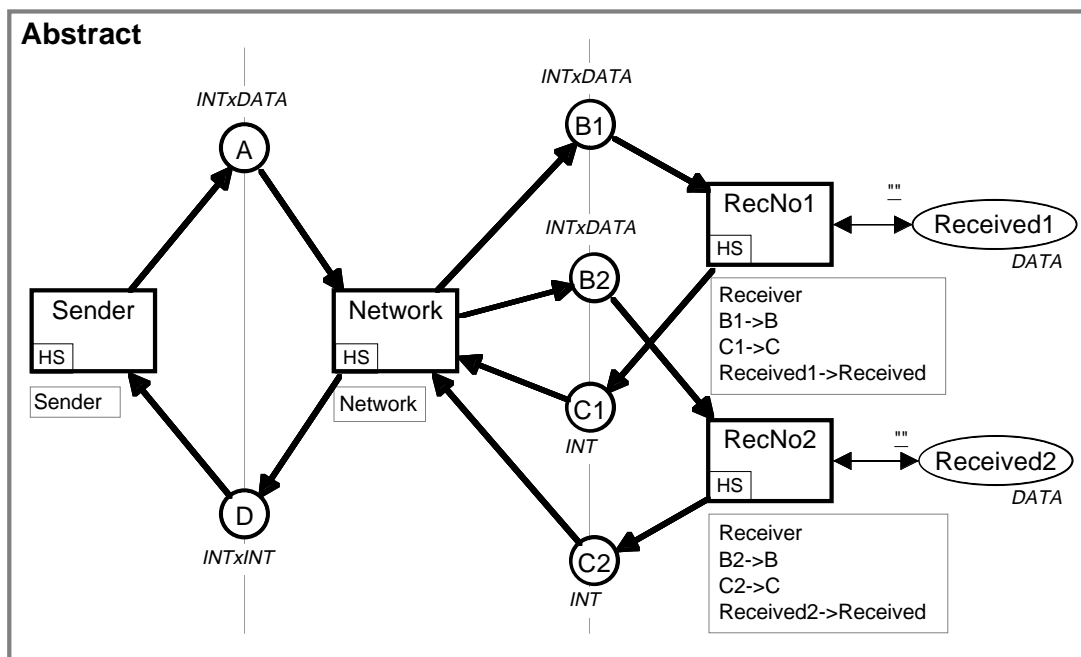 Abstract
INTxDATA
A
INTxDATA
B1
RecNo1
HS
""
Received1
DATA
INTxDATA
B2
Sender
HS
Sender
Network
HS
Network
Receiver
B1->B
C1->C
Received1->Received
C1
INT
RecNo2
HS
""
Received2
DATA
D
INTxINT
C2
INT
Receiver
B2->B
C2->C
Received2->Received